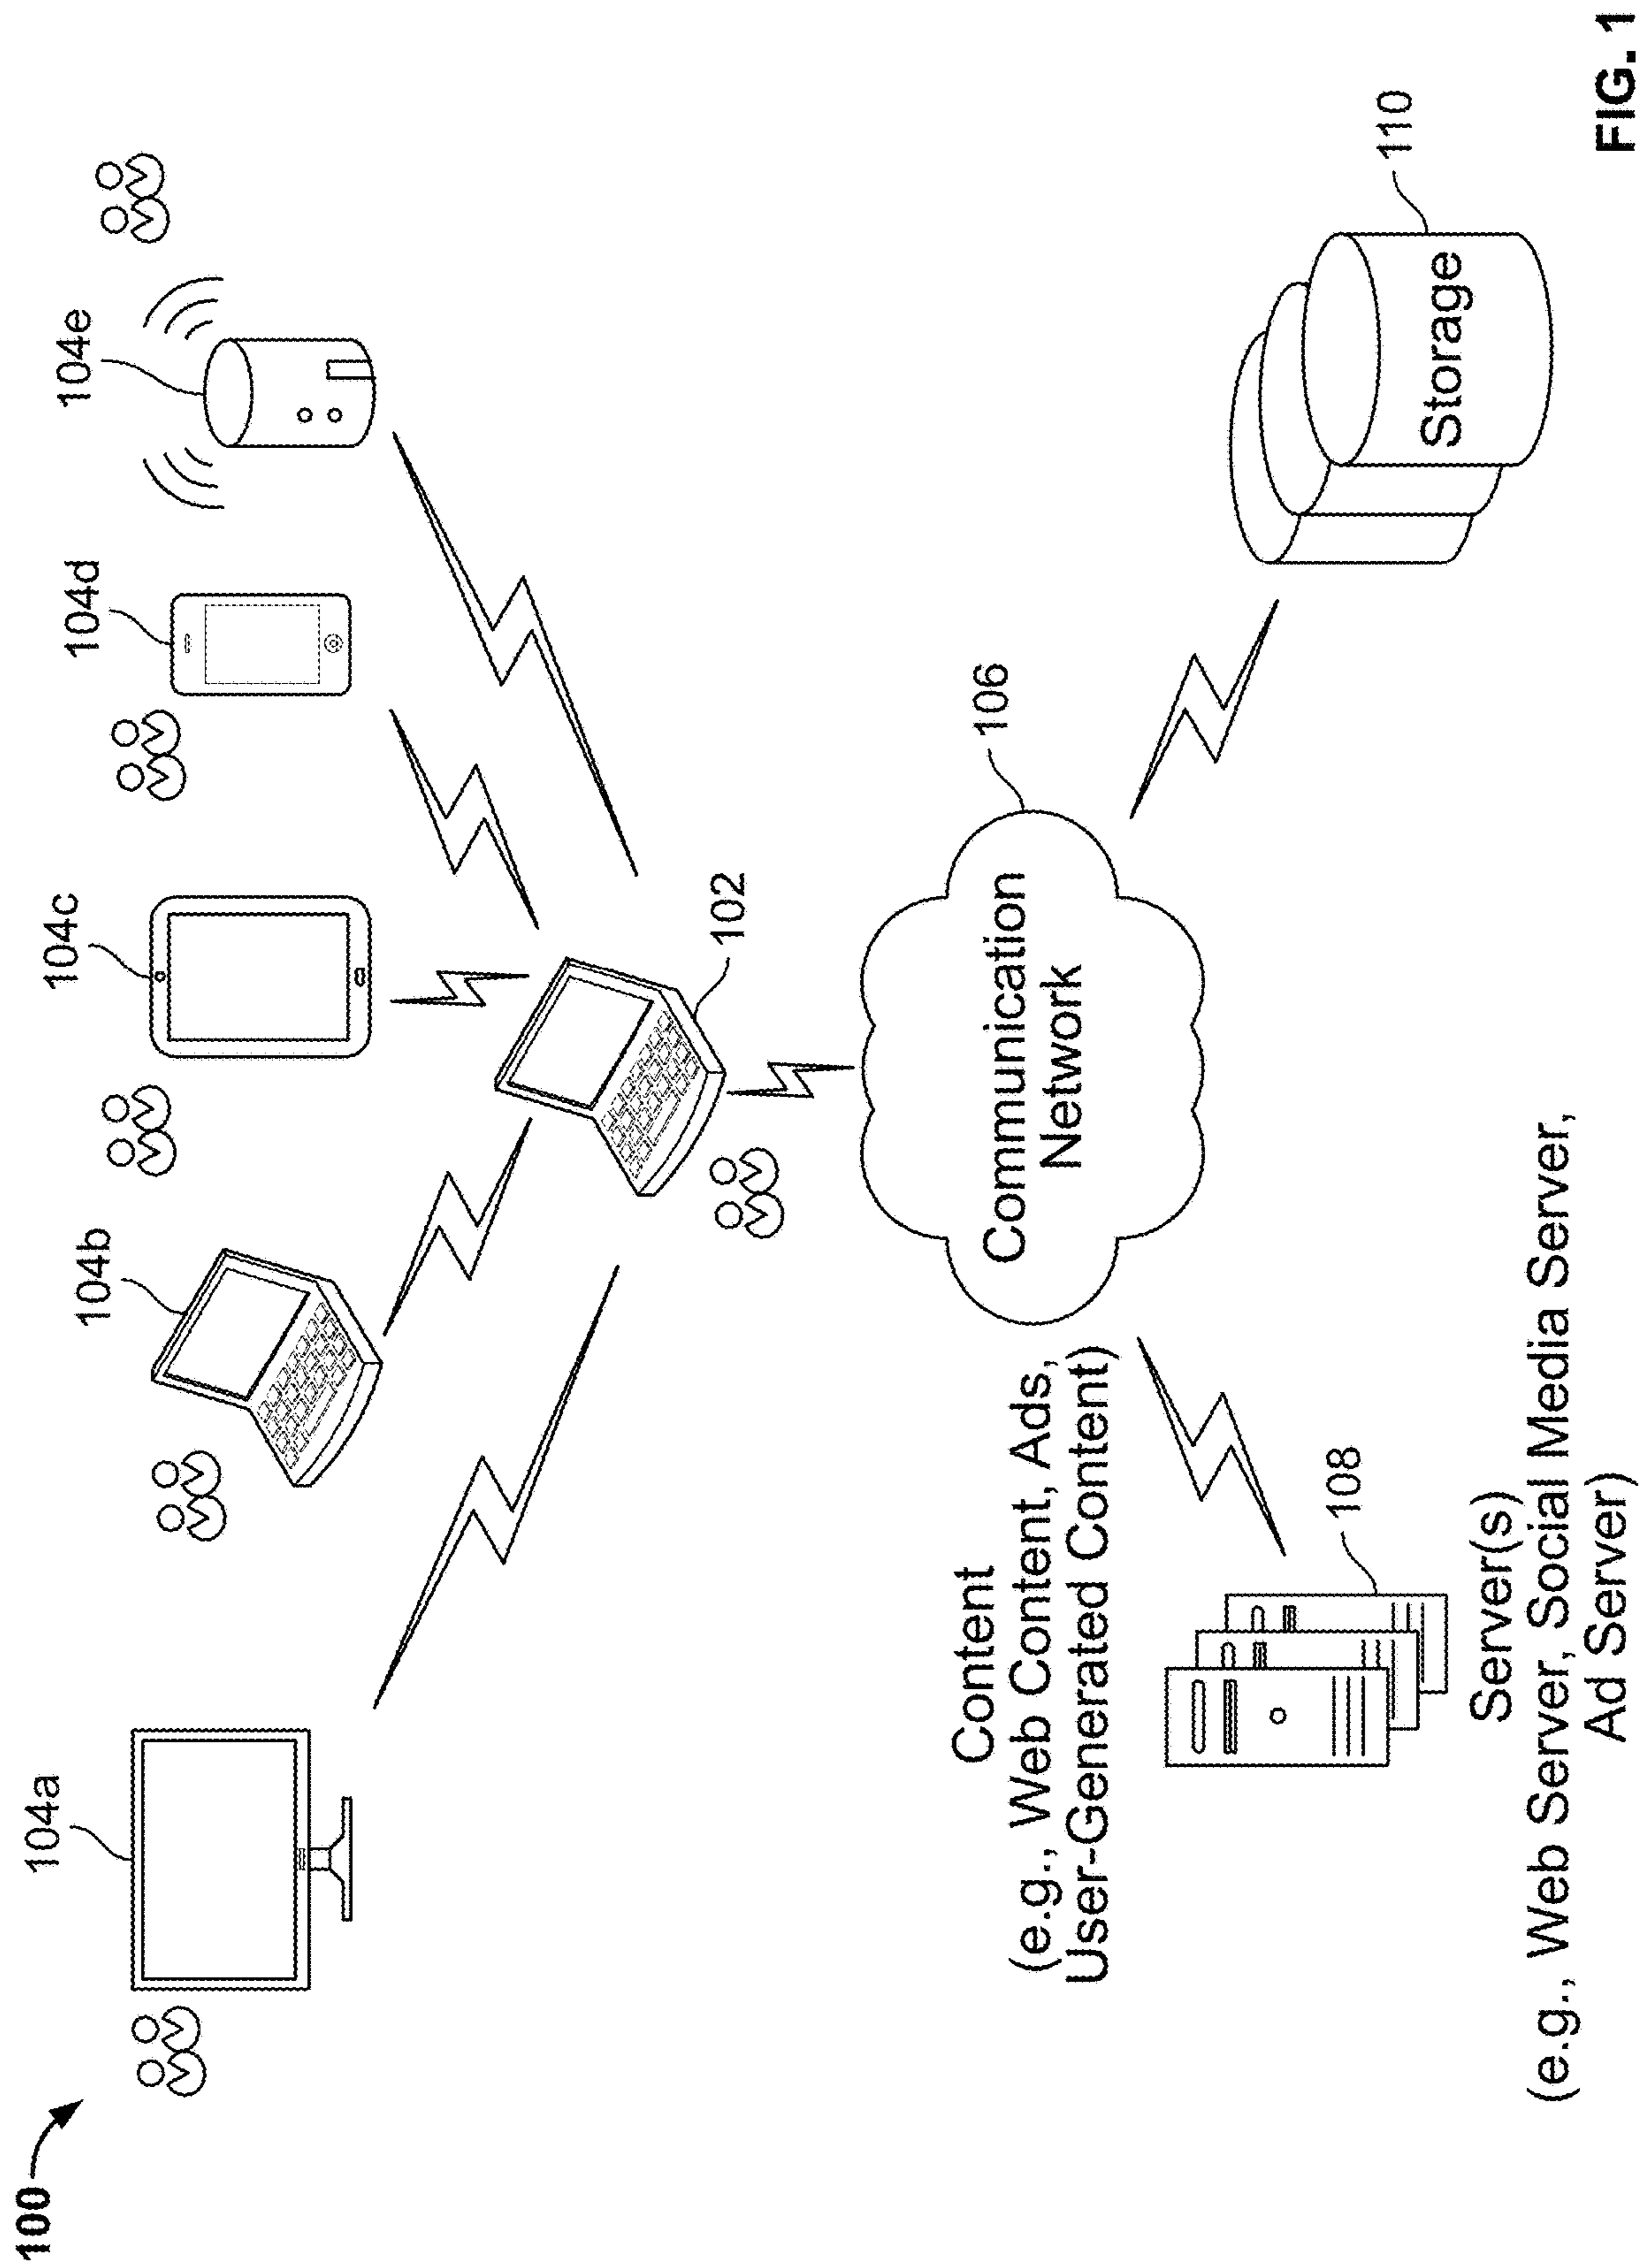 100
104a
104b
104c
104d
104e
102
106
Communication
Network
Content
(e.g., Web Content, Ads,
User-Generated Content)
108
110
Storage
Server(s)
(e.g., Web Server, Social Media Server,
Ad Server)
FIG. 1